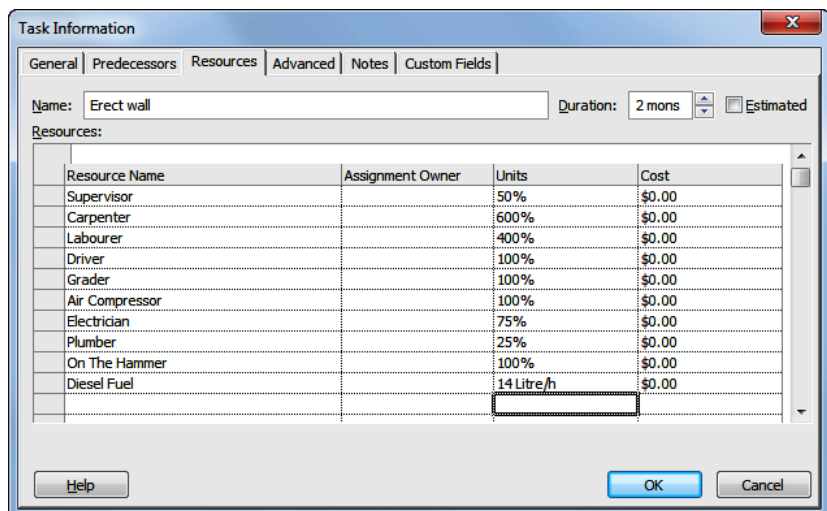 Task Information
General Predecessors Resources Advanced Notes Custom Fields
Name: Erect wall Duration: 2 mons Estimated
Resources:
Resource Name Assignment Owner Units Cost
Supervisor 50% $0.00
Carpenter 600% $0.00
Labourer 400% $0.00
Driver 100% $0.00
Grader 100% $0.00
Air Compressor 100% $0.00
Electrician 75% $0.00
Plumber 25% $0.00
On The Hammer 100% $0.00
Diesel Fuel 14 Litre/h $0.00
Help OK Cancel